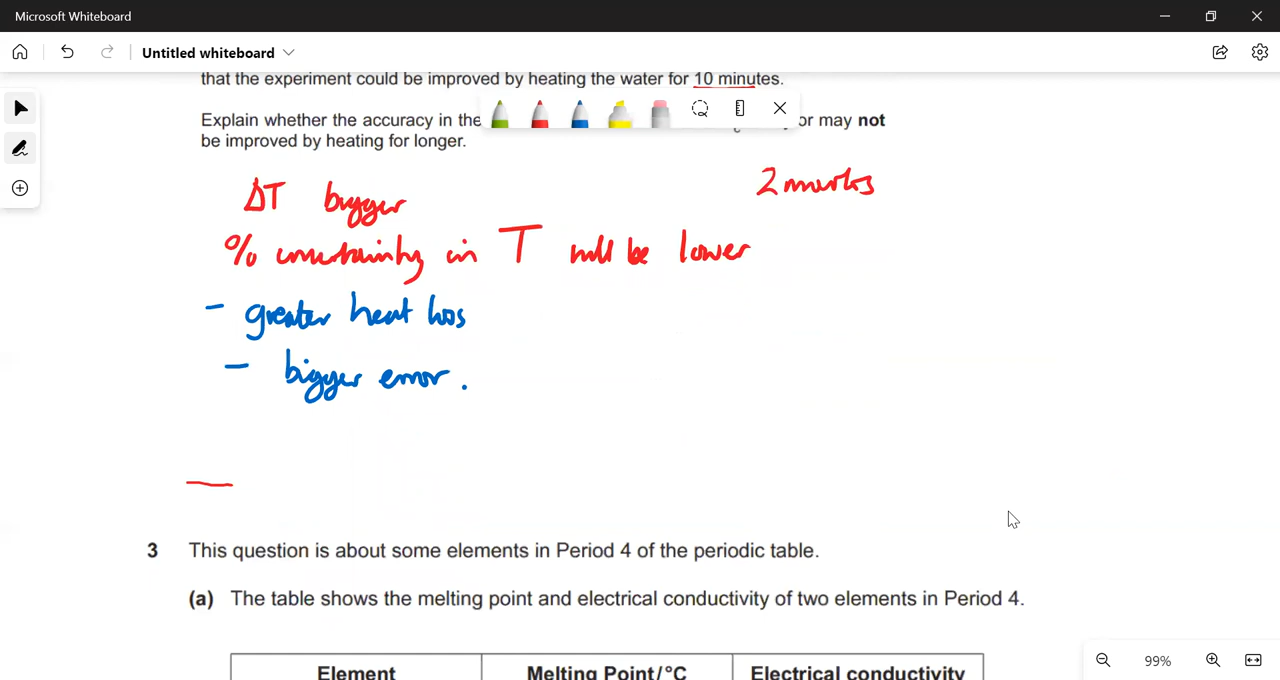 Microsoft Whiteboard
Untitled whiteboard
that the experiment could be improved by heating the water for 10 minutes.
Explain whether the accuracy in the or may not
be improved by heating for longer.
2 marks
ΔT bigger
% uncertainty in T will be lower
- greater heat loss
- bigger error.
3 This question is about some elements in Period 4 of the periodic table.
(a) The table shows the melting point and electrical conductivity of two elements in Period 4.
Element Melting Point/°C Electrical conductivity
99%